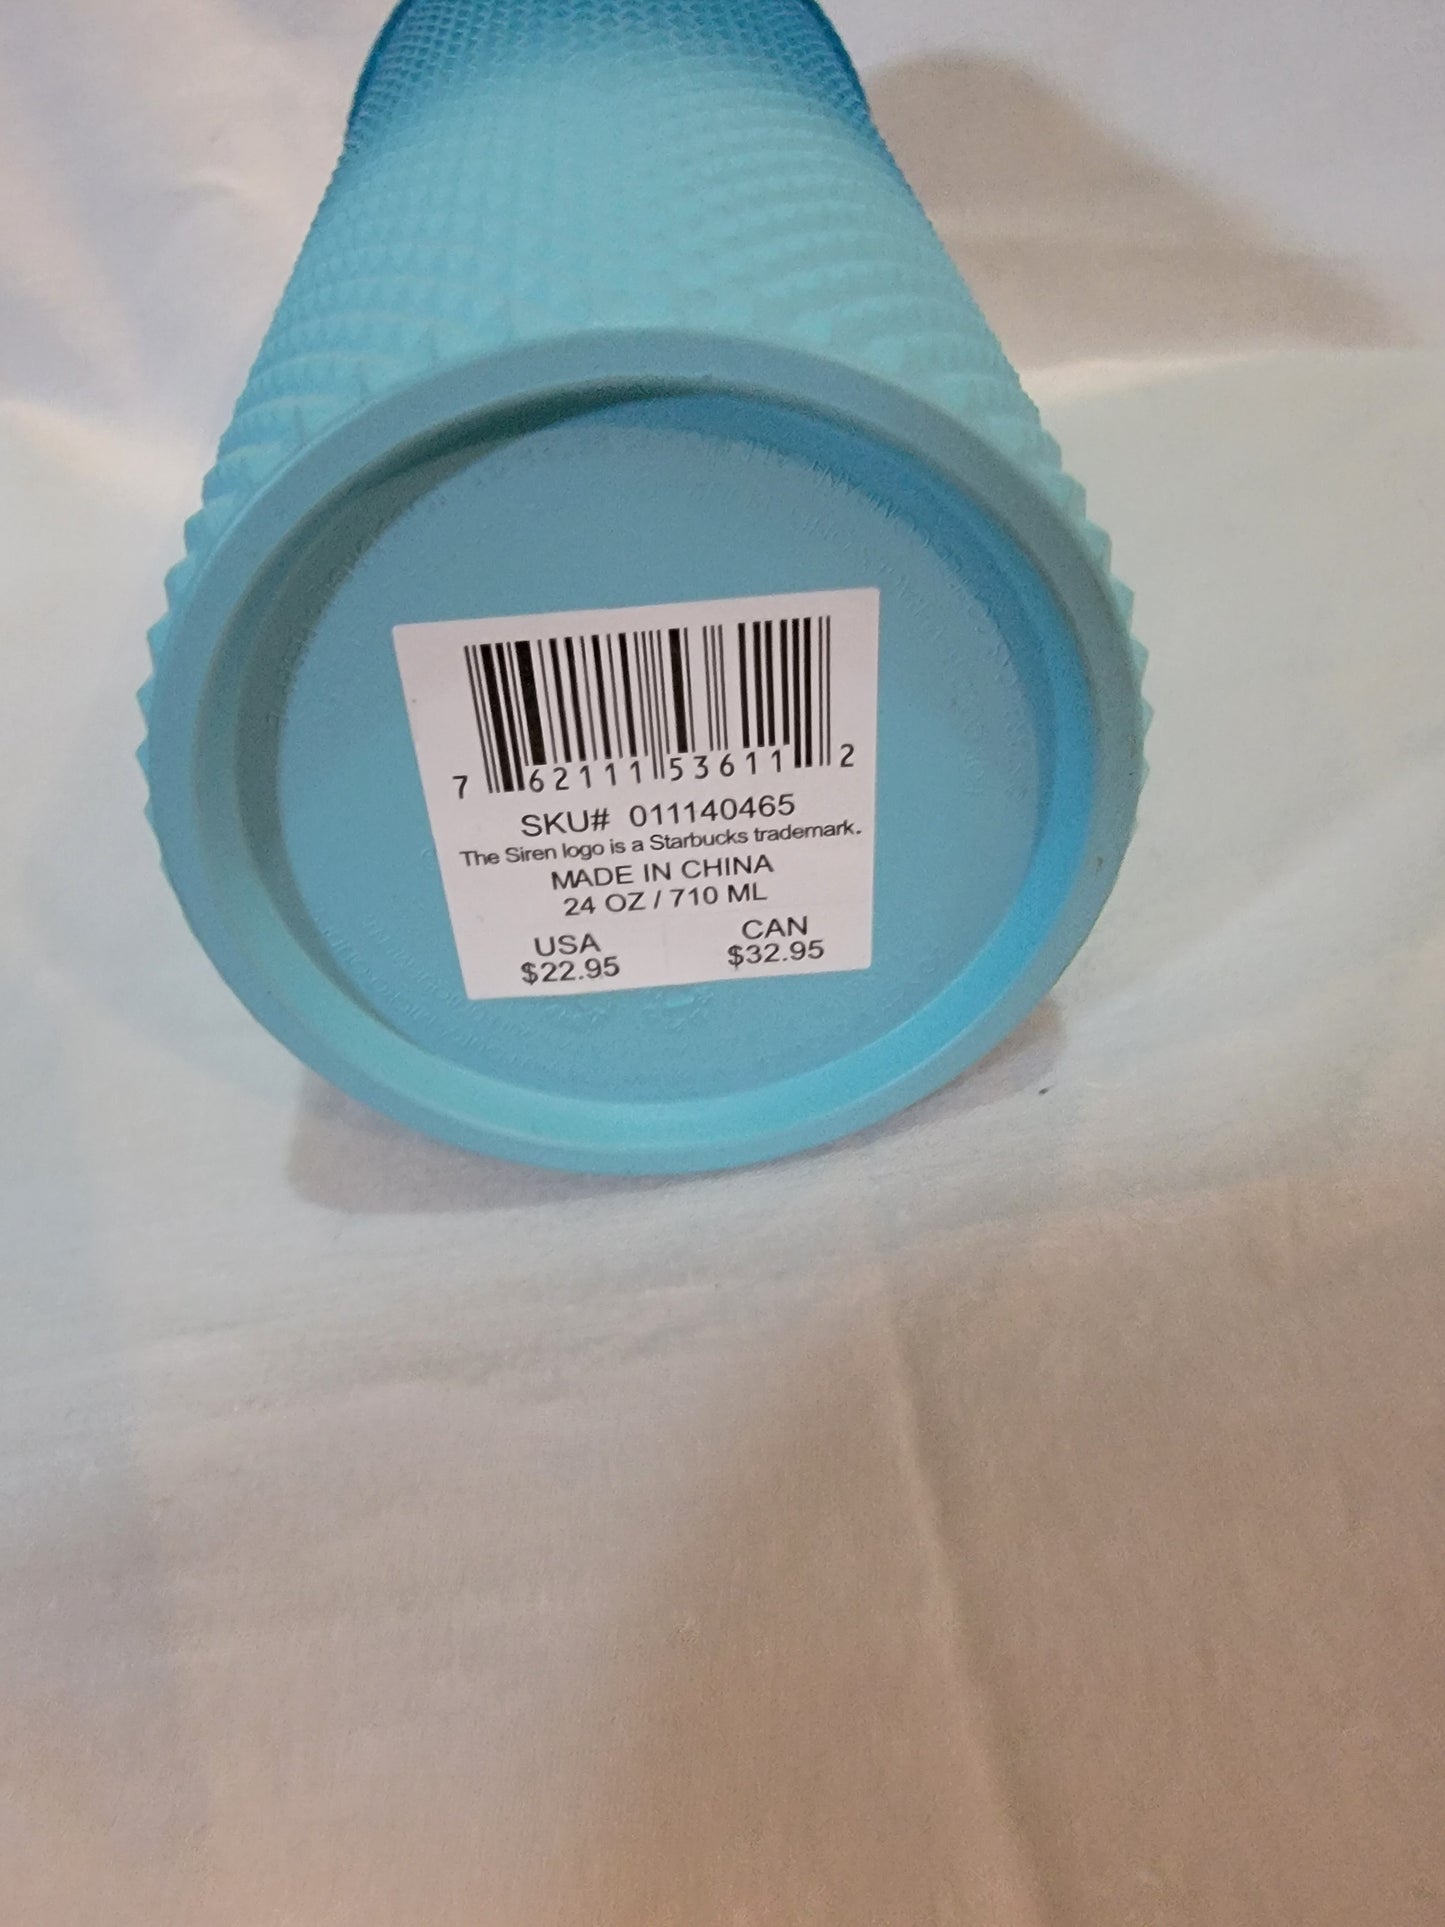 7 62111 53611 2
SKU# 011140465
The Siren logo is a Starbucks trademark.
MADE IN CHINA
24 OZ / 710 ML
USA CAN
$22.95 $32.95